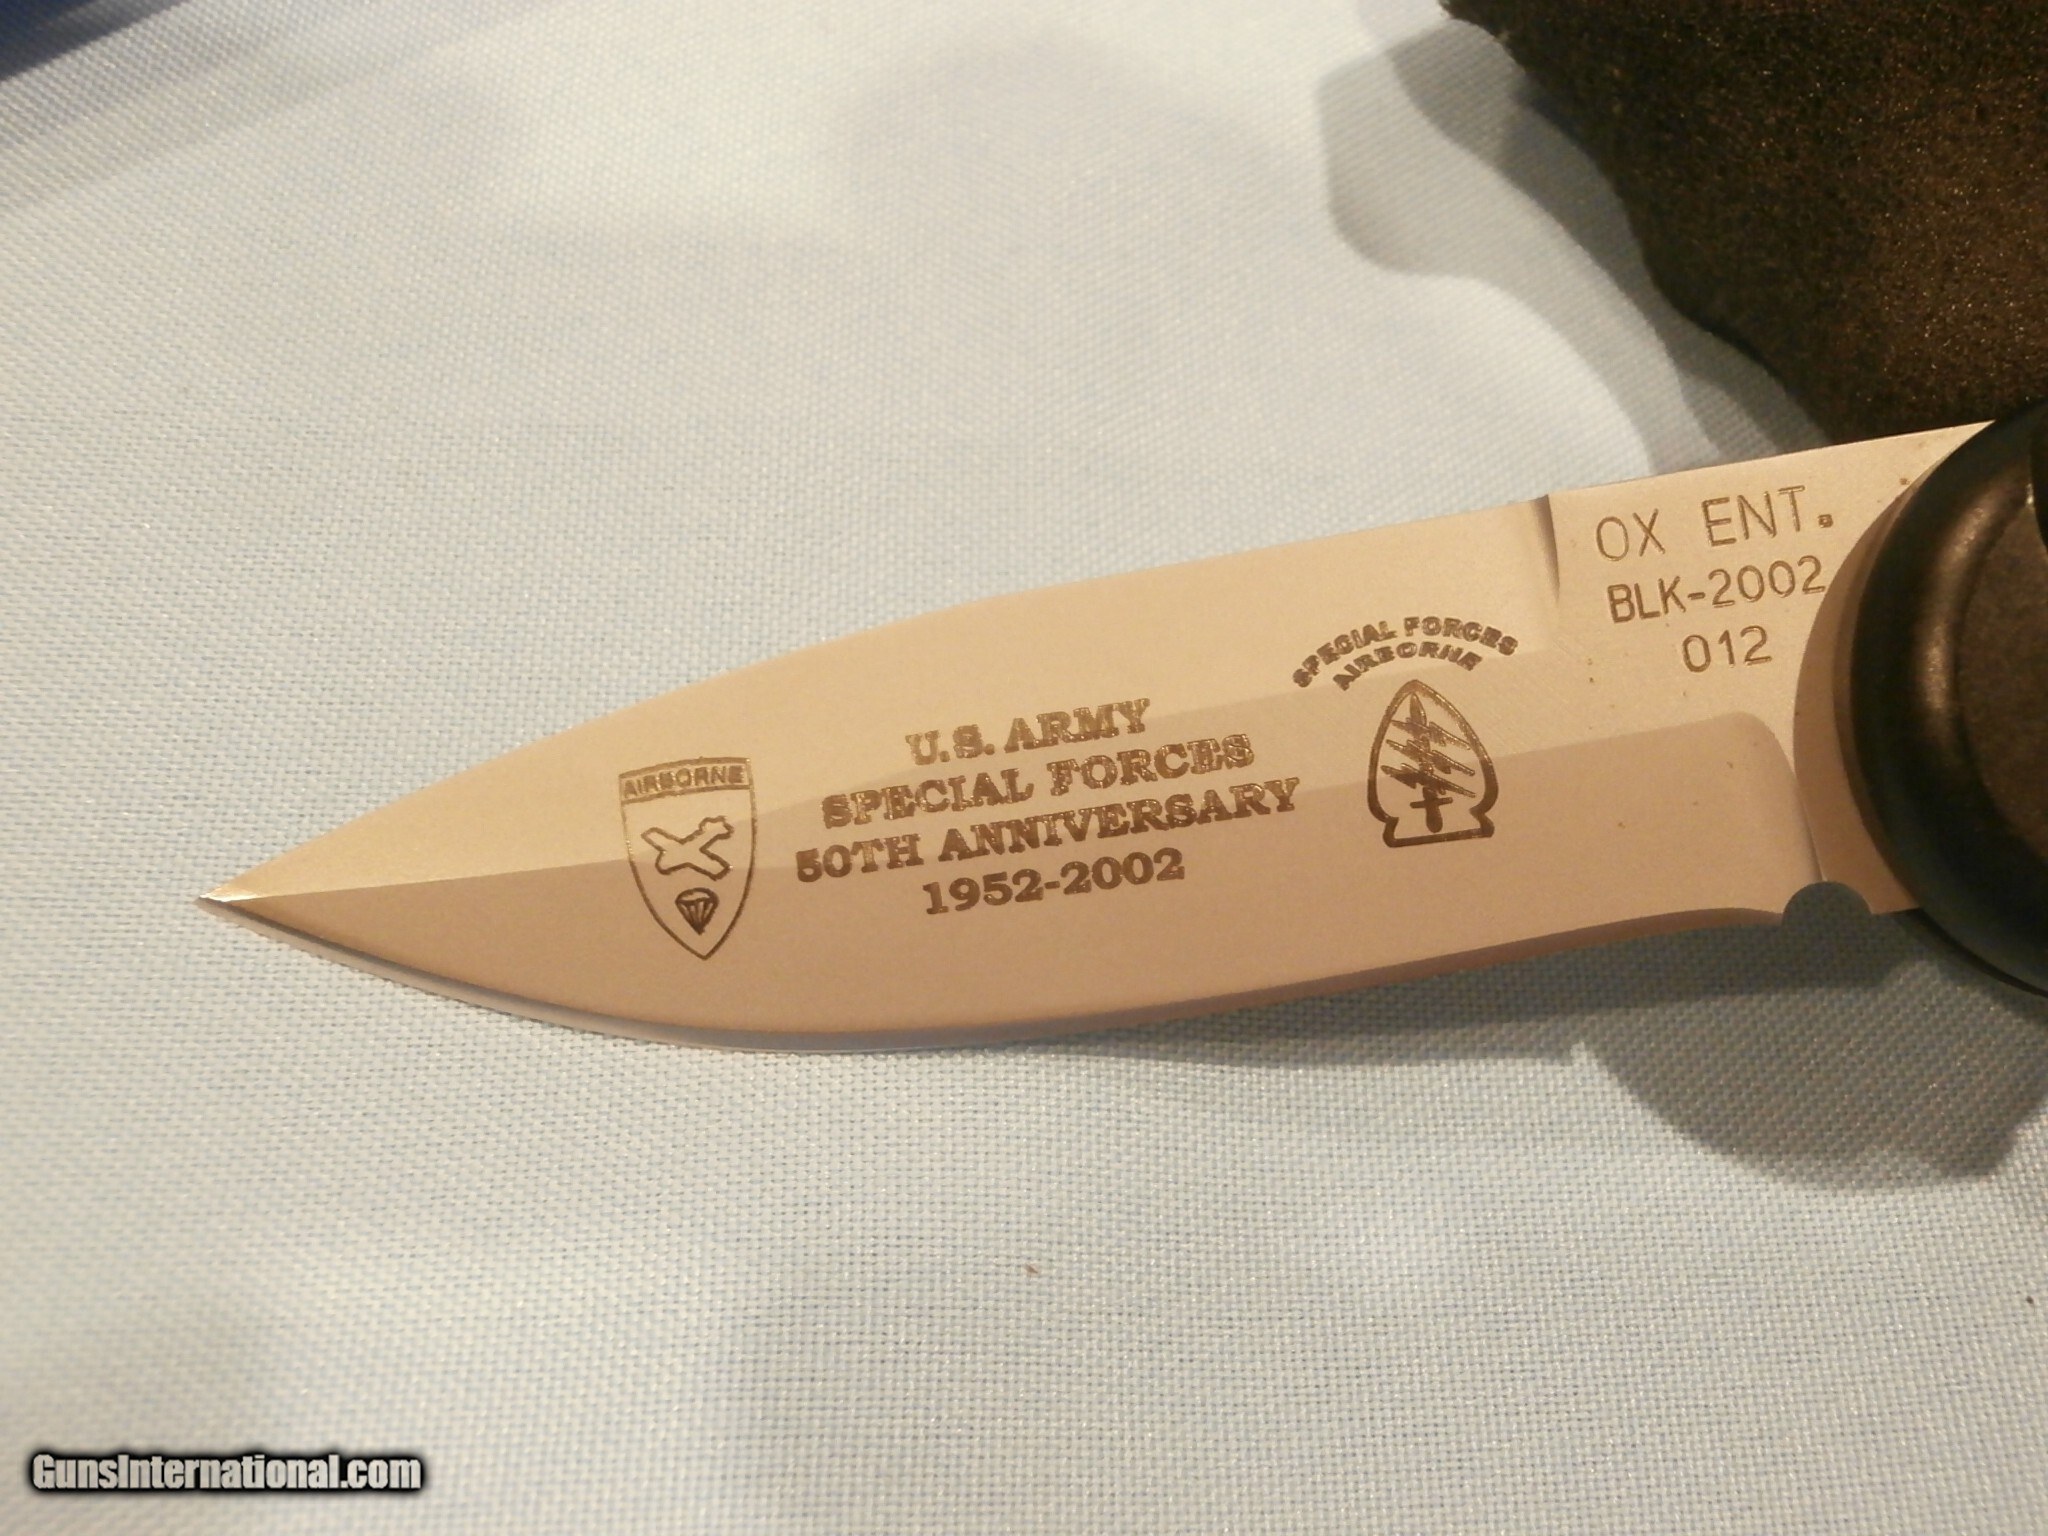 OX ENT.
BLK-2002
012
SPECIAL FORCES
AIRBORNE
U.S. ARMY
SPECIAL FORCES
50TH ANNIVERSARY
1952-2002
AIRBORNE
GunsInternational.com